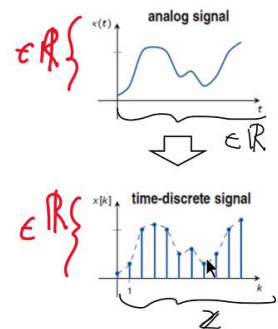 analog signal
x(t)
∈ ℝ
t
∈ ℝ
time-discrete signal
x[k]
∈ ℝ
1
k
ℤ